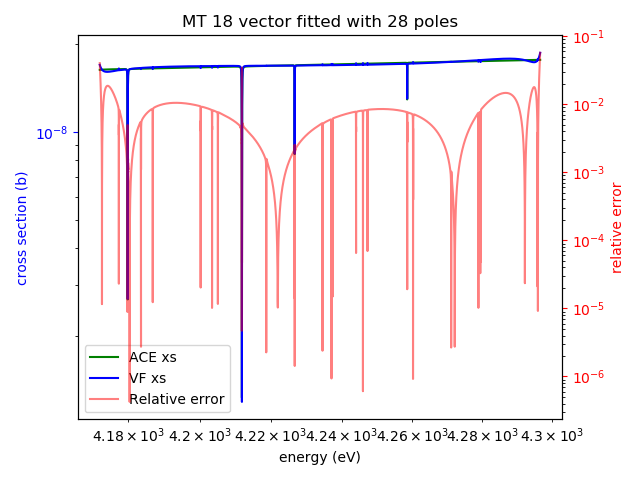 MT 18 vector fitted with 28 poles
10⁻⁸
cross section (b)
10⁻¹
10⁻²
10⁻³
10⁻⁴
10⁻⁵
10⁻⁶
relative error
ACE xs
VF xs
Relative error
4.18 × 10³ 4.2 × 10³ 4.22 × 10³ 4.24 × 10³ 4.26 × 10³ 4.28 × 10³ 4.3 × 10³
energy (eV)